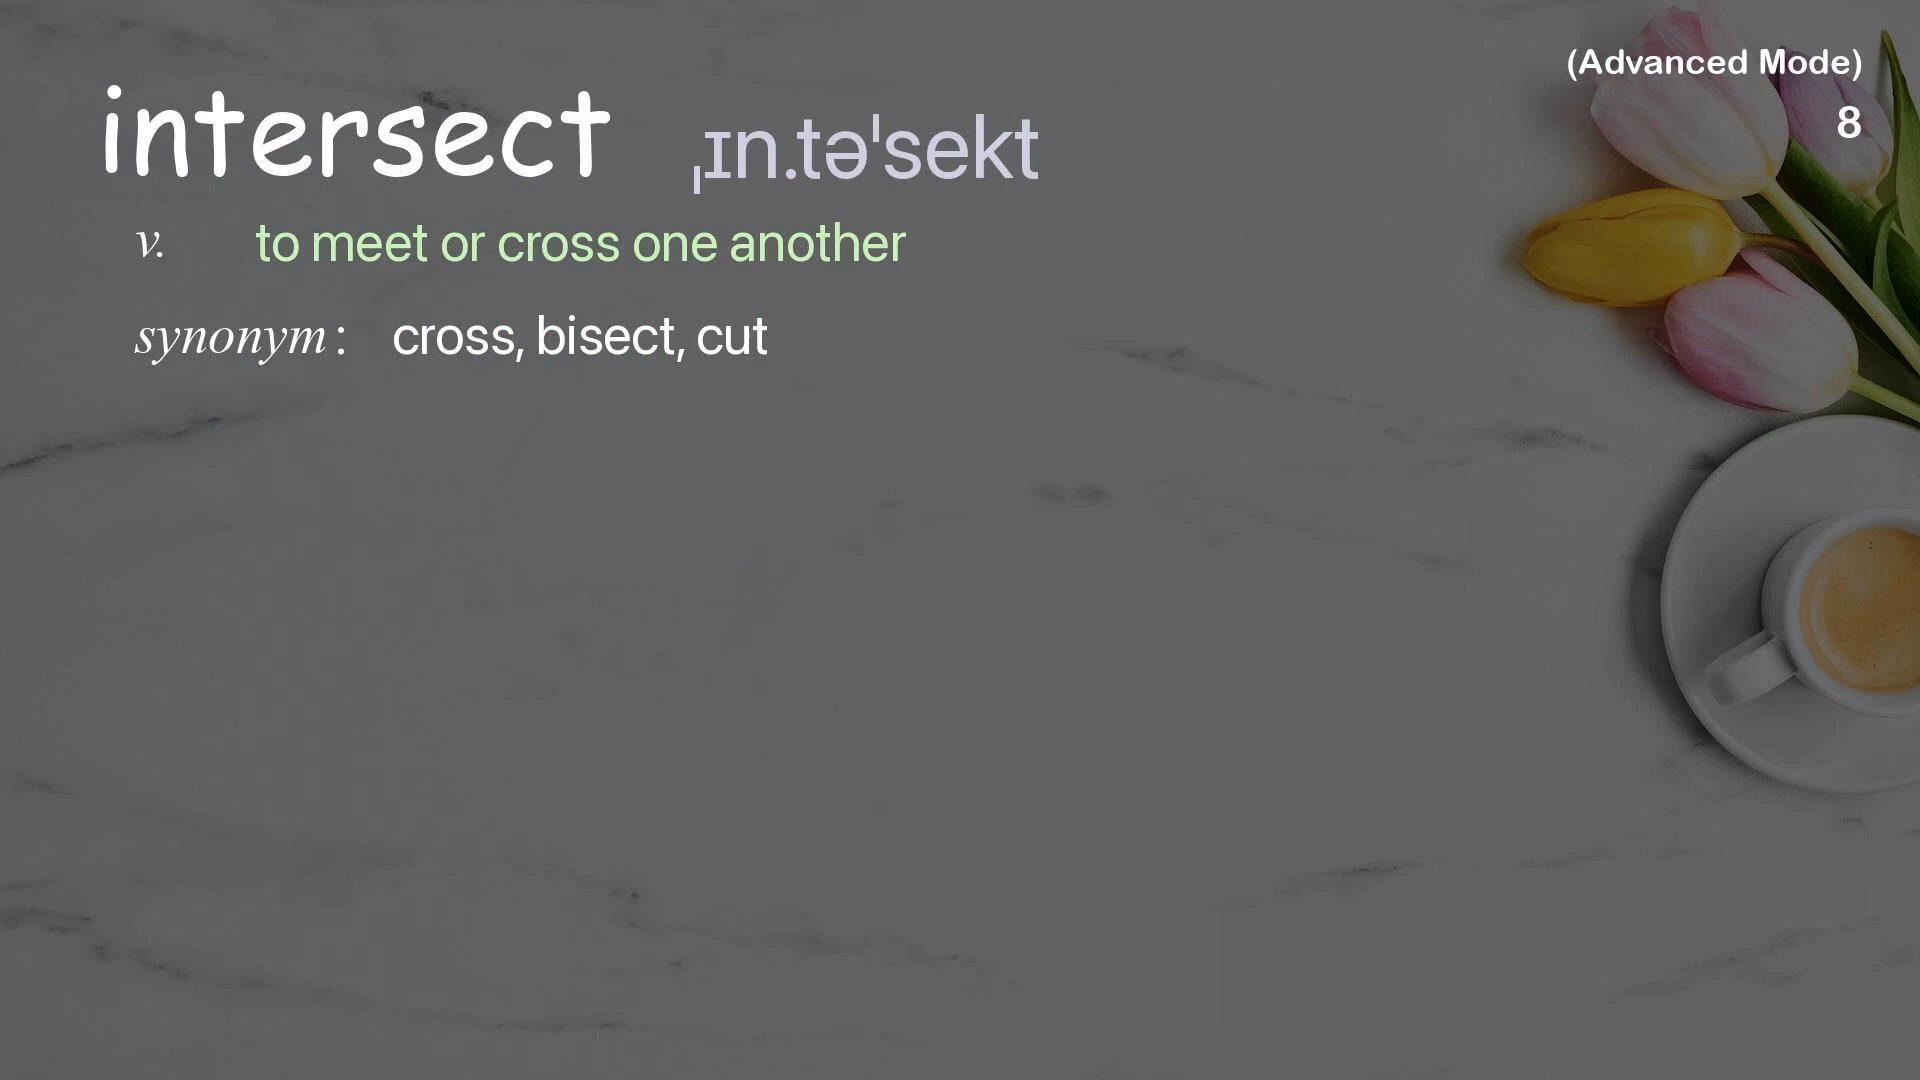 (Advanced Mode)
8
intersect ˌɪn.təˈsekt
v. to meet or cross one another
synonym: cross, bisect, cut